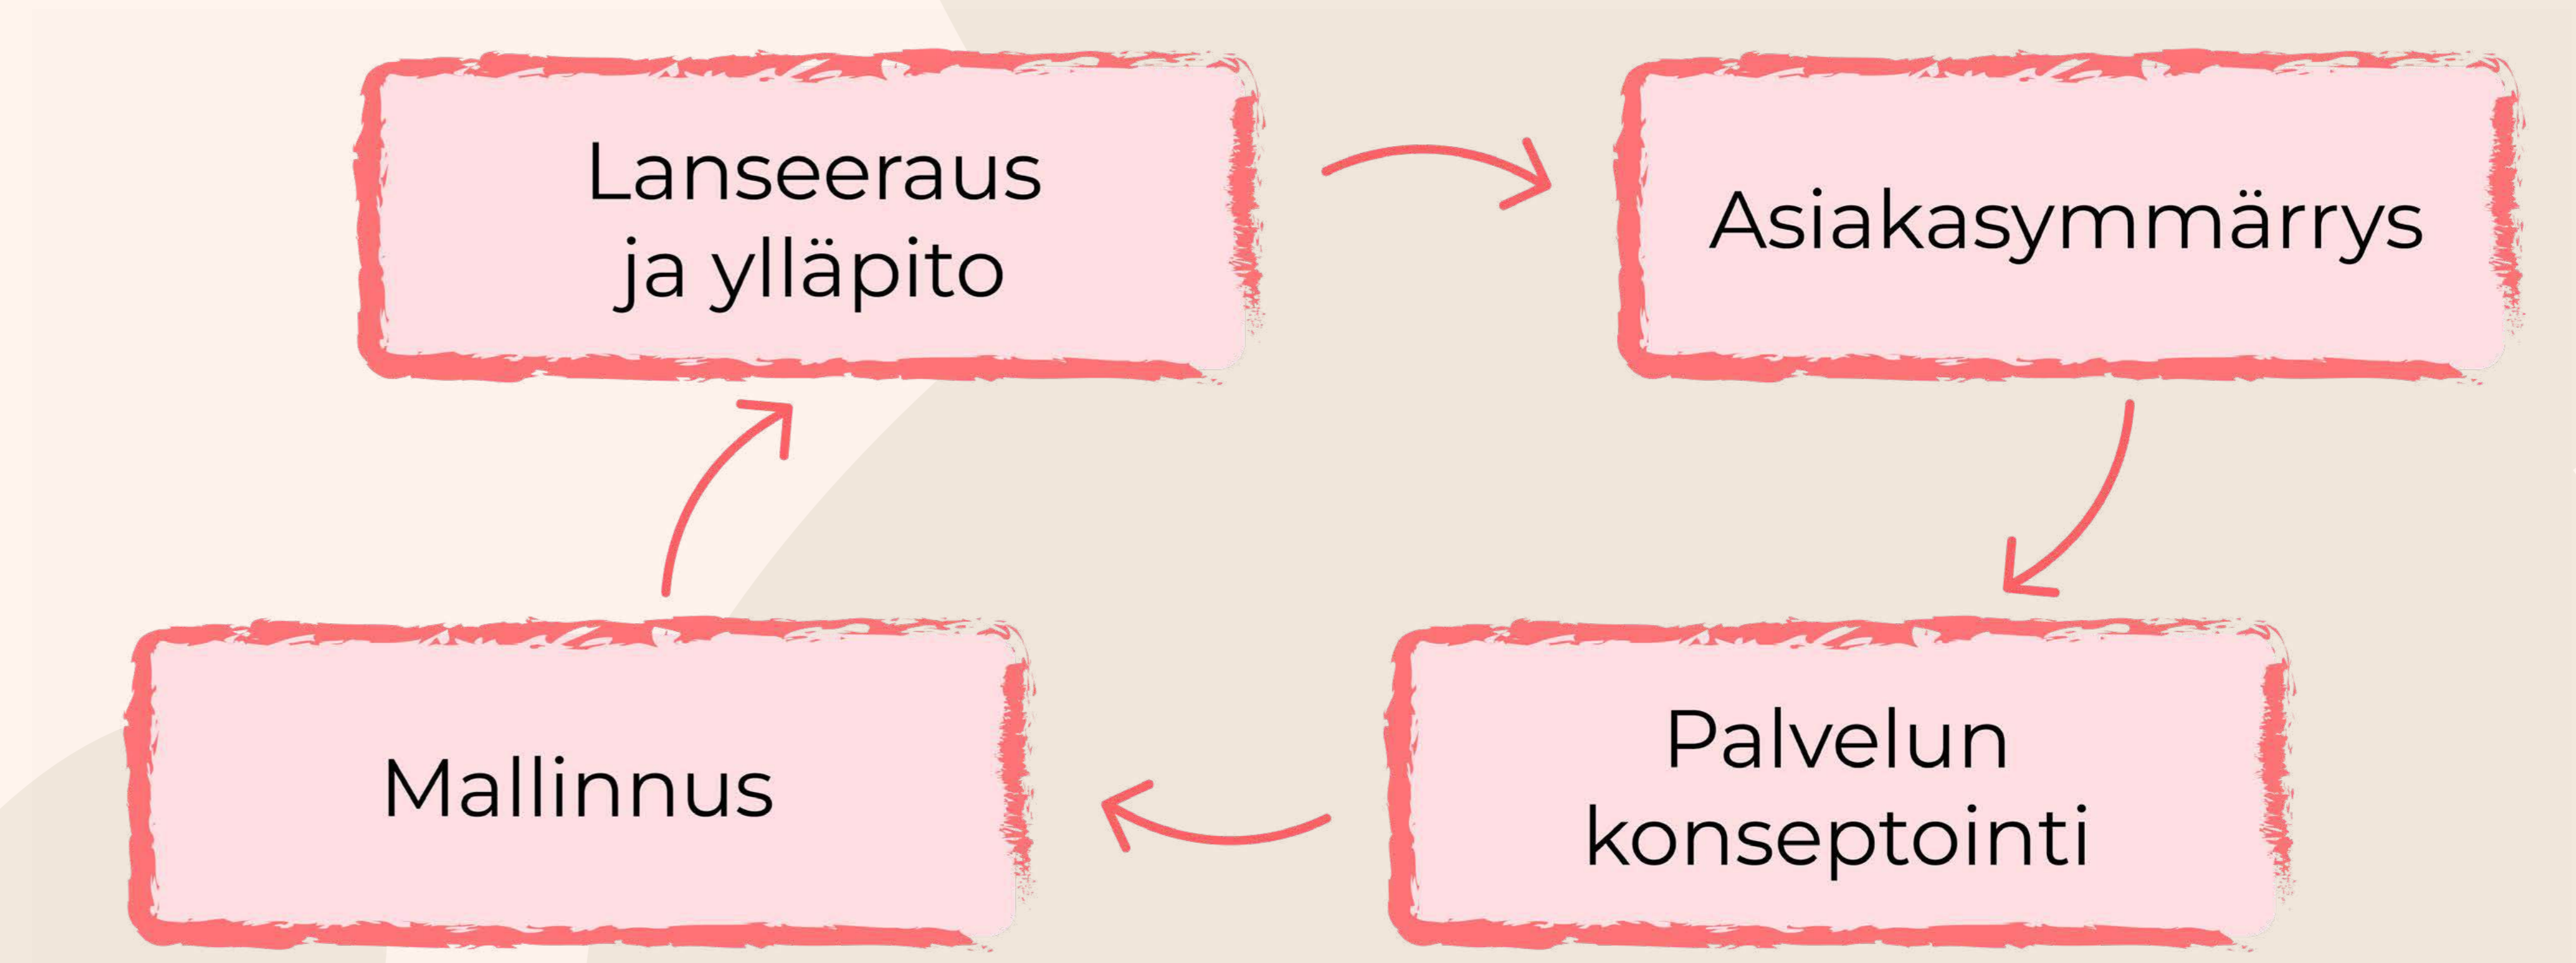 Lanseeraus
ja ylläpito
Asiakasymmärrys
Mallinnus
Palvelun
konseptointi